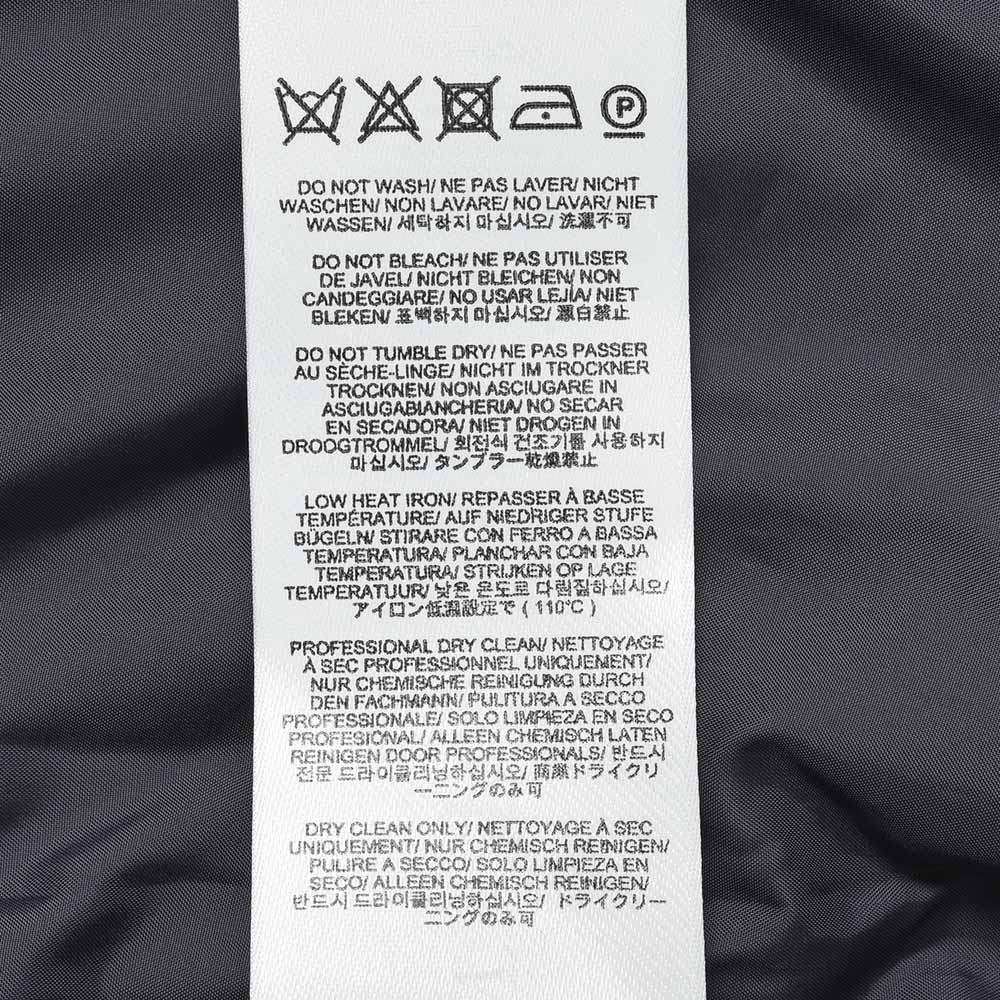 P
DO NOT WASH/ NE PAS LAVER/ NICHT
WASCHEN/ NON LAVARE/ NO LAVAR/ NIET
WASSEN/ 세탁하지 마십시오/ 洗濯不可
DO NOT BLEACH/ NE PAS UTILISER
DE JAVEL/ NICHT BLEICHEN/ NON
CANDEGGIARE/ NO USAR LEJÍA/ NIET
BLEKEN/ 표백하지 마십시오/ 漂白禁止
DO NOT TUMBLE DRY/ NE PAS PASSER
AU SÈCHE-LINGE/ NICHT IM TROCKNER
TROCKNEN/ NON ASCIUGARE IN
ASCIUGABIANCHERIA/ NO SECAR
EN SECADORA/ NIET DROGEN IN
DROOGTROMMEL/ 회전식 건조기를 사용하지
마십시오/ タンブラー乾燥禁止
LOW HEAT IRON/ REPASSER À BASSE
TEMPÉRATURE/ AUF NIEDRIGER STUFE
BÜGELN/ STIRARE CON FERRO A BASSA
TEMPERATURA/ PLANCHAR CON BAJA
TEMPERATURA/ STRIJKEN OP LAGE
TEMPERATUUR/ 낮은 온도로 다림질하십시오/
アイロン低温設定で ( 110°C )
PROFESSIONAL DRY CLEAN/ NETTOYAGE
À SEC PROFESSIONNEL UNIQUEMENT/
NUR CHEMISCHE REINIGUNG DURCH
DEN FACHMANN/ PULITURA A SECCO
PROFESSIONALE/ SOLO LIMPIEZA EN SECO
PROFESIONAL/ ALLEEN CHEMISCH LATEN
REINIGEN DOOR PROFESSIONALS/ 반드시
전문 드라이클리닝하십시오/ 商業ドライクリ
ーニングのみ可
DRY CLEAN ONLY/ NETTOYAGE À SEC
UNIQUEMENT/ NUR CHEMISCH REINIGEN/
PULIRE A SECCO/ SOLO LIMPIEZA EN
SECO/ ALLEEN CHEMISCH REINIGEN/
반드시 드라이클리닝하십시오/ ドライクリー
ニングのみ可